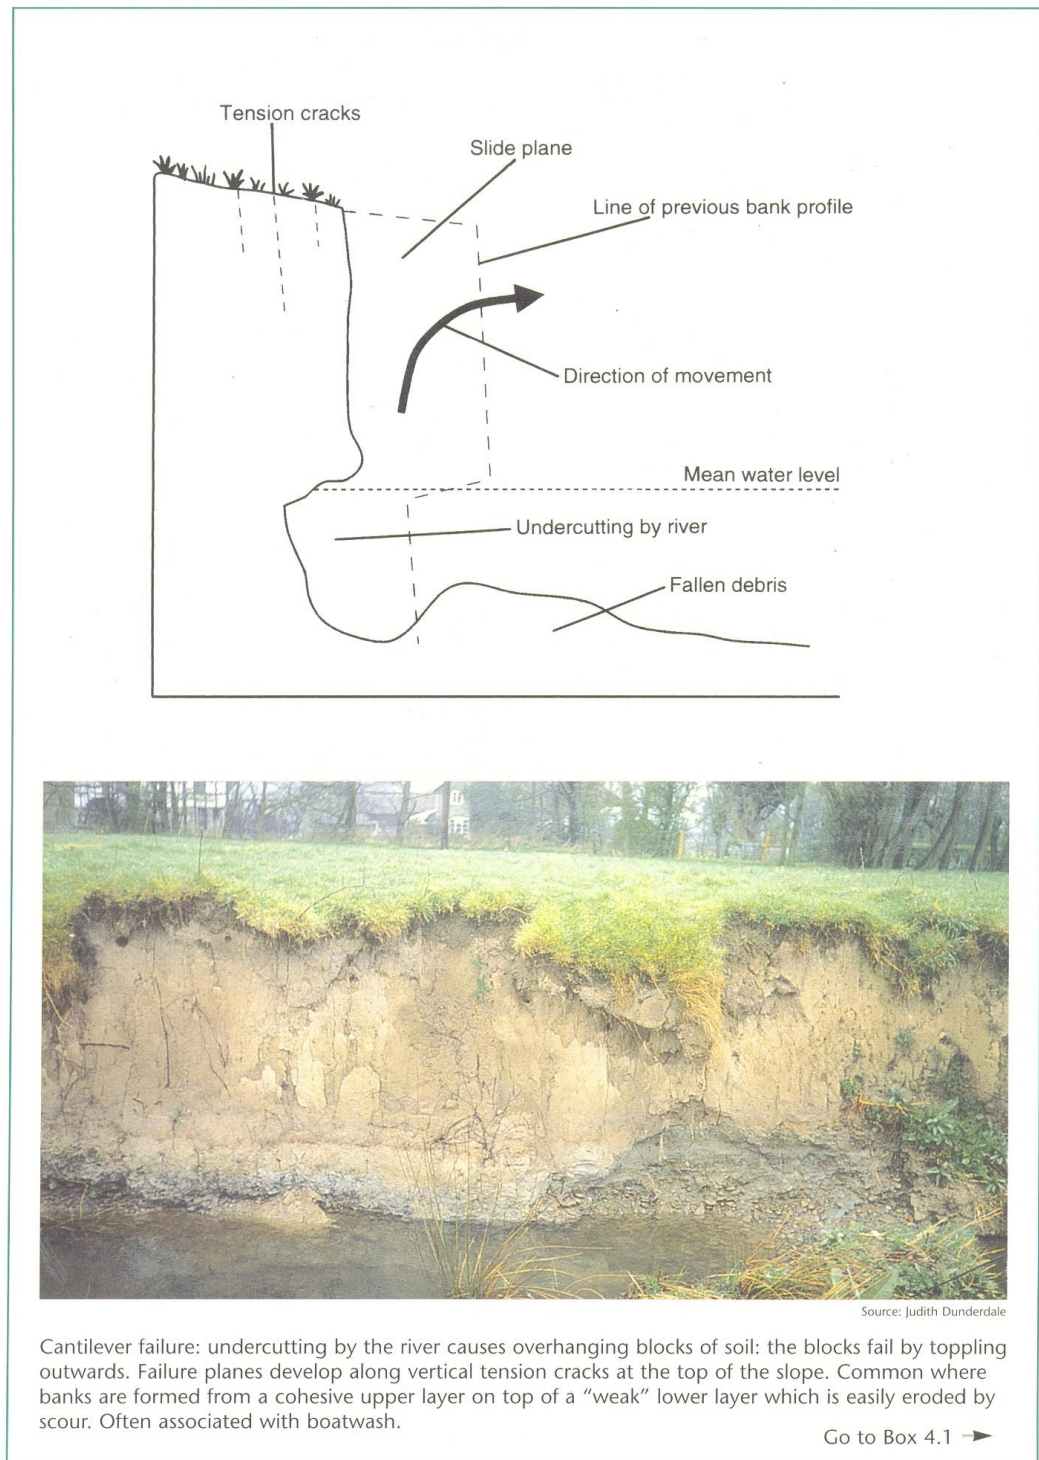 Tension cracks
Slide plane
Line of previous bank profile
Direction of movement
Mean water level
Undercutting by river
Fallen debris
Source: Judith Dunderdale
Cantilever failure: undercutting by the river causes overhanging blocks of soil: the blocks fail by toppling
outwards. Failure planes develop along vertical tension cracks at the top of the slope. Common where
banks are formed from a cohesive upper layer on top of a “weak” lower layer which is easily eroded by
scour. Often associated with boatwash.
Go to Box 4.1